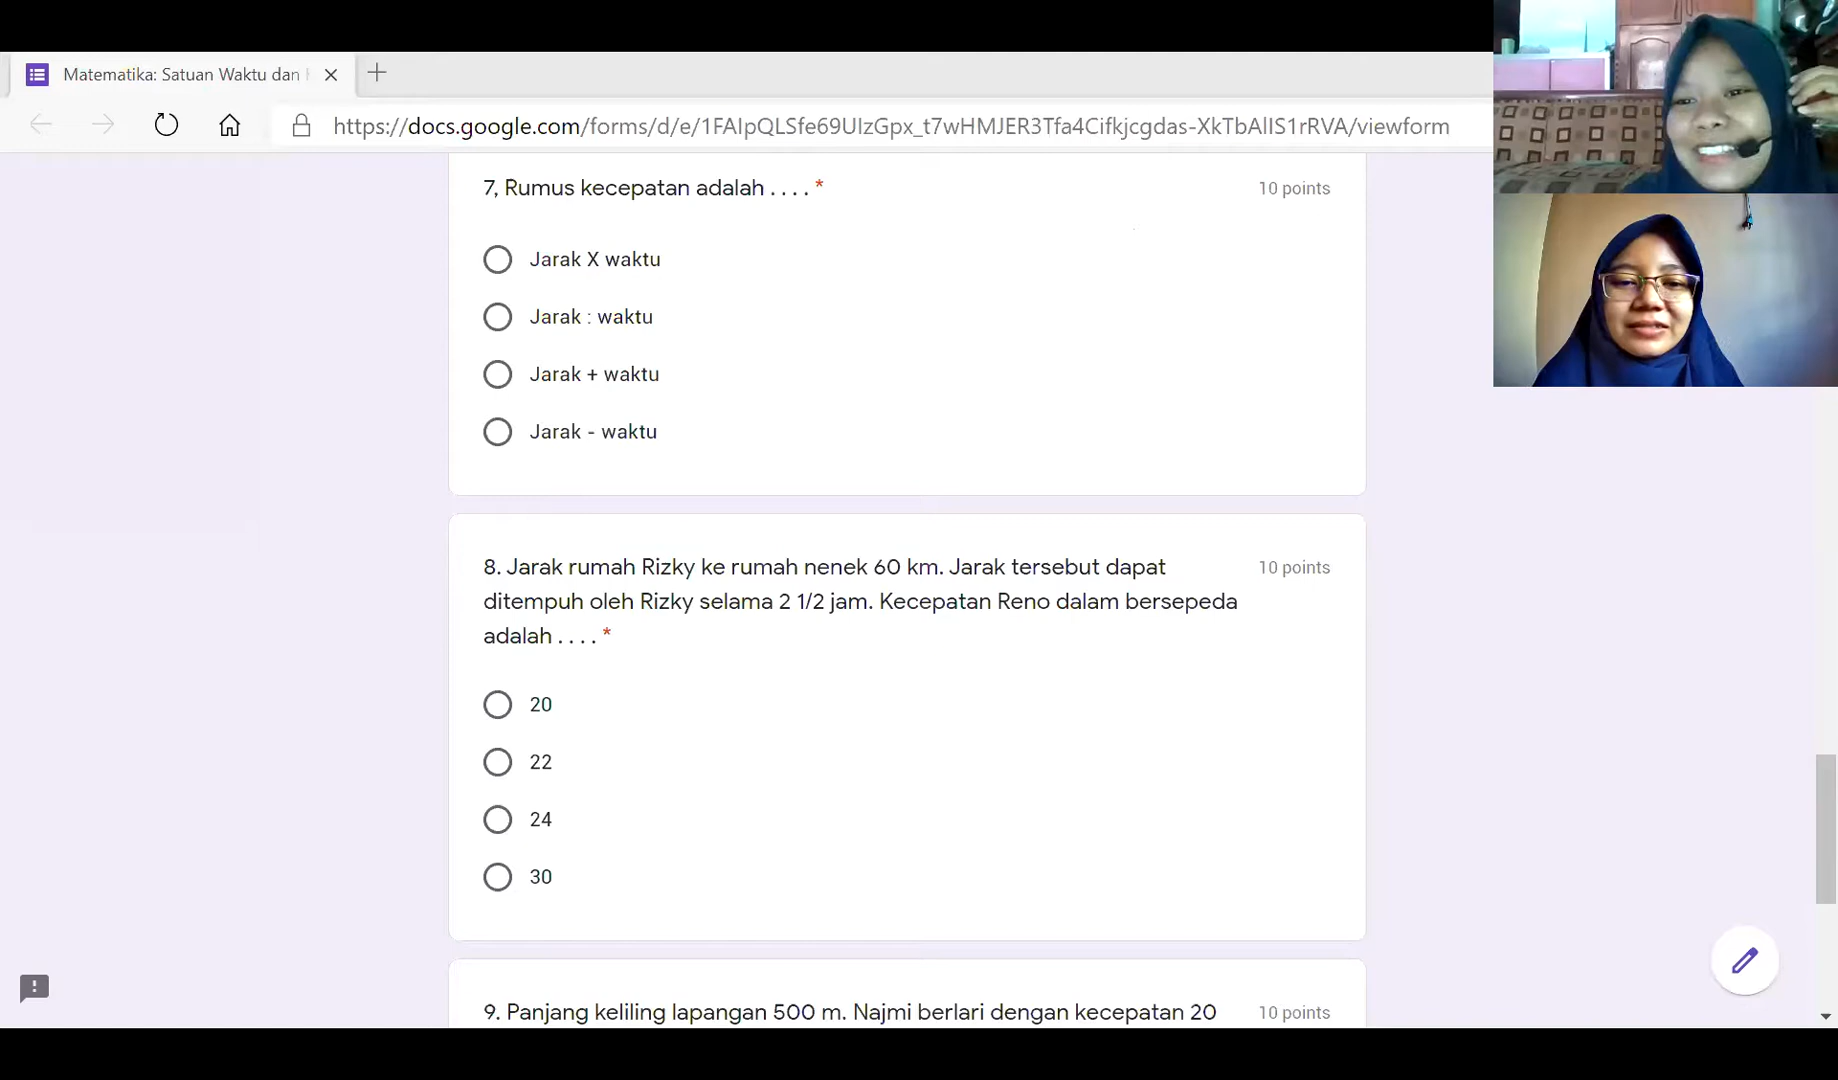 Matematika: Satuan Waktu dan
https://docs.google.com/forms/d/e/1FAIpQLSfe69UIzGpx_t7wHMJER3Tfa4Cifkjcgdas-XkTbAlIS1rRVA/viewform
7, Rumus kecepatan adalah . . . . *
10 points
Jarak X waktu
Jarak : waktu
Jarak + waktu
Jarak - waktu
8. Jarak rumah Rizky ke rumah nenek 60 km. Jarak tersebut dapat
10 points
ditempuh oleh Rizky selama 2 1/2 jam. Kecepatan Reno dalam bersepeda
adalah . . . . *
20
22
24
30
9. Panjang keliling lapangan 500 m. Najmi berlari dengan kecepatan 20
10 points